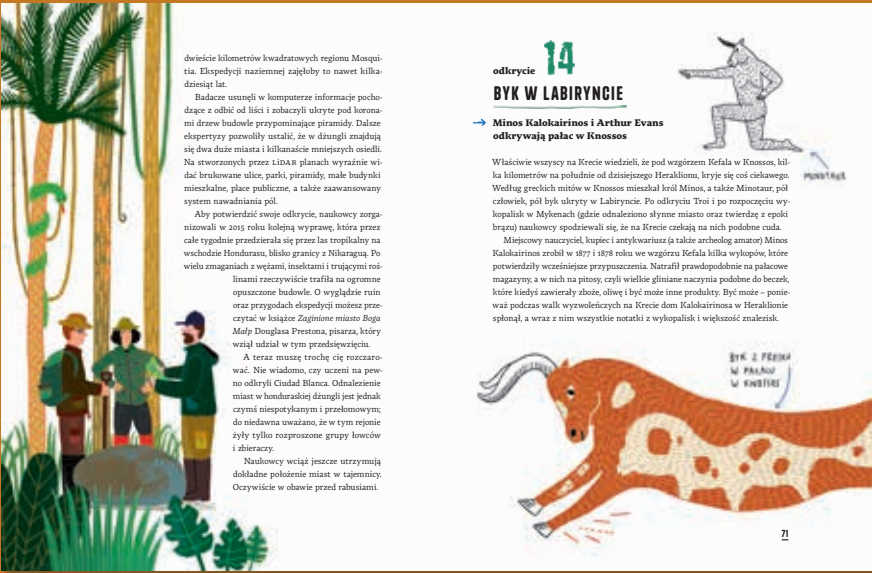 dwieście kilometrów kwadratowych regionu Mosqui-
tia. Ekspedycji naziemnej zajęłoby to nawet kilka-
dziesiąt lat.
Badacze usunęli w komputerze informacje pocho-
dzące z odbić od liści i zobaczyli ukryte pod korona-
mi drzew budowle przypominające piramidy. Dalsze
ekspertyzy pozwoliły ustalić, że w dżungli znajdują
się dwa duże miasta i kilkanaście mniejszych osiedli.
Na stworzonych przez LiDAR planach wyraźnie wi-
dać brukowane ulice, parki, piramidy, małe budynki
mieszkalne, place publiczne, a także zaawansowany
system nawadniania pól.
Aby potwierdzić swoje odkrycie, naukowcy zorga-
nizowali w 2015 roku kolejną wyprawę, która przez
całe tygodnie przedzierała się przez las tropikalny na
wschodzie Hondurasu, blisko granicy z Nikaraguą. Po
wielu zmaganiach z wężami, insektami i trującymi roś-
linami rzeczywiście trafiła na ogromne
opuszczone budowle. O wyglądzie ruin
oraz przygodach ekspedycji możesz prze-
czytać w książce Zaginione miasto Boga
Małp Douglasa Prestona, pisarza, który
wziął udział w tym przedsięwzięciu.
A teraz muszę trochę cię rozczaro-
wać. Nie wiadomo, czy uczeni na pew-
no odkryli Ciudad Blanca. Odnalezienie
miast w honduraskiej dżungli jest jednak
czymś niespotykanym i przełomowym;
do niedawna uważano, że w tym rejonie
żyły tylko rozproszone grupy łowców
i zbieraczy.
Naukowcy wciąż jeszcze utrzymują
dokładne położenie miast w tajemnicy.
Oczywiście w obawie przed rabusiami.
odkrycie 14
BYK W LABIRYNCIE
→ Minos Kalokairinos i Arthur Evans
odkrywają pałac w Knossos
MINOTAUR
Właściwie wszyscy na Krecie wiedzieli, że pod wzgórzem Kefala w Knossos, kil-
ka kilometrów na południe od dzisiejszego Heraklionu, kryje się coś ciekawego.
Według greckich mitów w Knossos mieszkał król Minos, a także Minotaur, pół
człowiek, pół byk ukryty w Labiryncie. Po odkryciu Troi i po rozpoczęciu wy-
kopalisk w Mykenach (gdzie odnaleziono słynne miasto oraz twierdzę z epoki
brązu) naukowcy spodziewali się, że na Krecie czekają na nich podobne cuda.
Miejscowy nauczyciel, kupiec i antykwariusz (a także archeolog amator) Minos
Kalokairinos zrobił w 1877 i 1878 roku we wzgórzu Kefala kilka wykopów, które
potwierdziły wcześniejsze przypuszczenia. Natrafił prawdopodobnie na pałacowe
magazyny, a w nich na pitosy, czyli wielkie gliniane naczynia podobne do beczek,
które kiedyś zawierały zboże, oliwę i być może inne produkty. Być może – ponie-
waż podczas walk wyzwoleńczych na Krecie dom Kalokairinosa w Heraklionie
spłonął, a wraz z nim wszystkie notatki z wykopalisk i większość znalezisk.
BYK Z FRESKU
W PAŁACU
W KNOSSOS
71